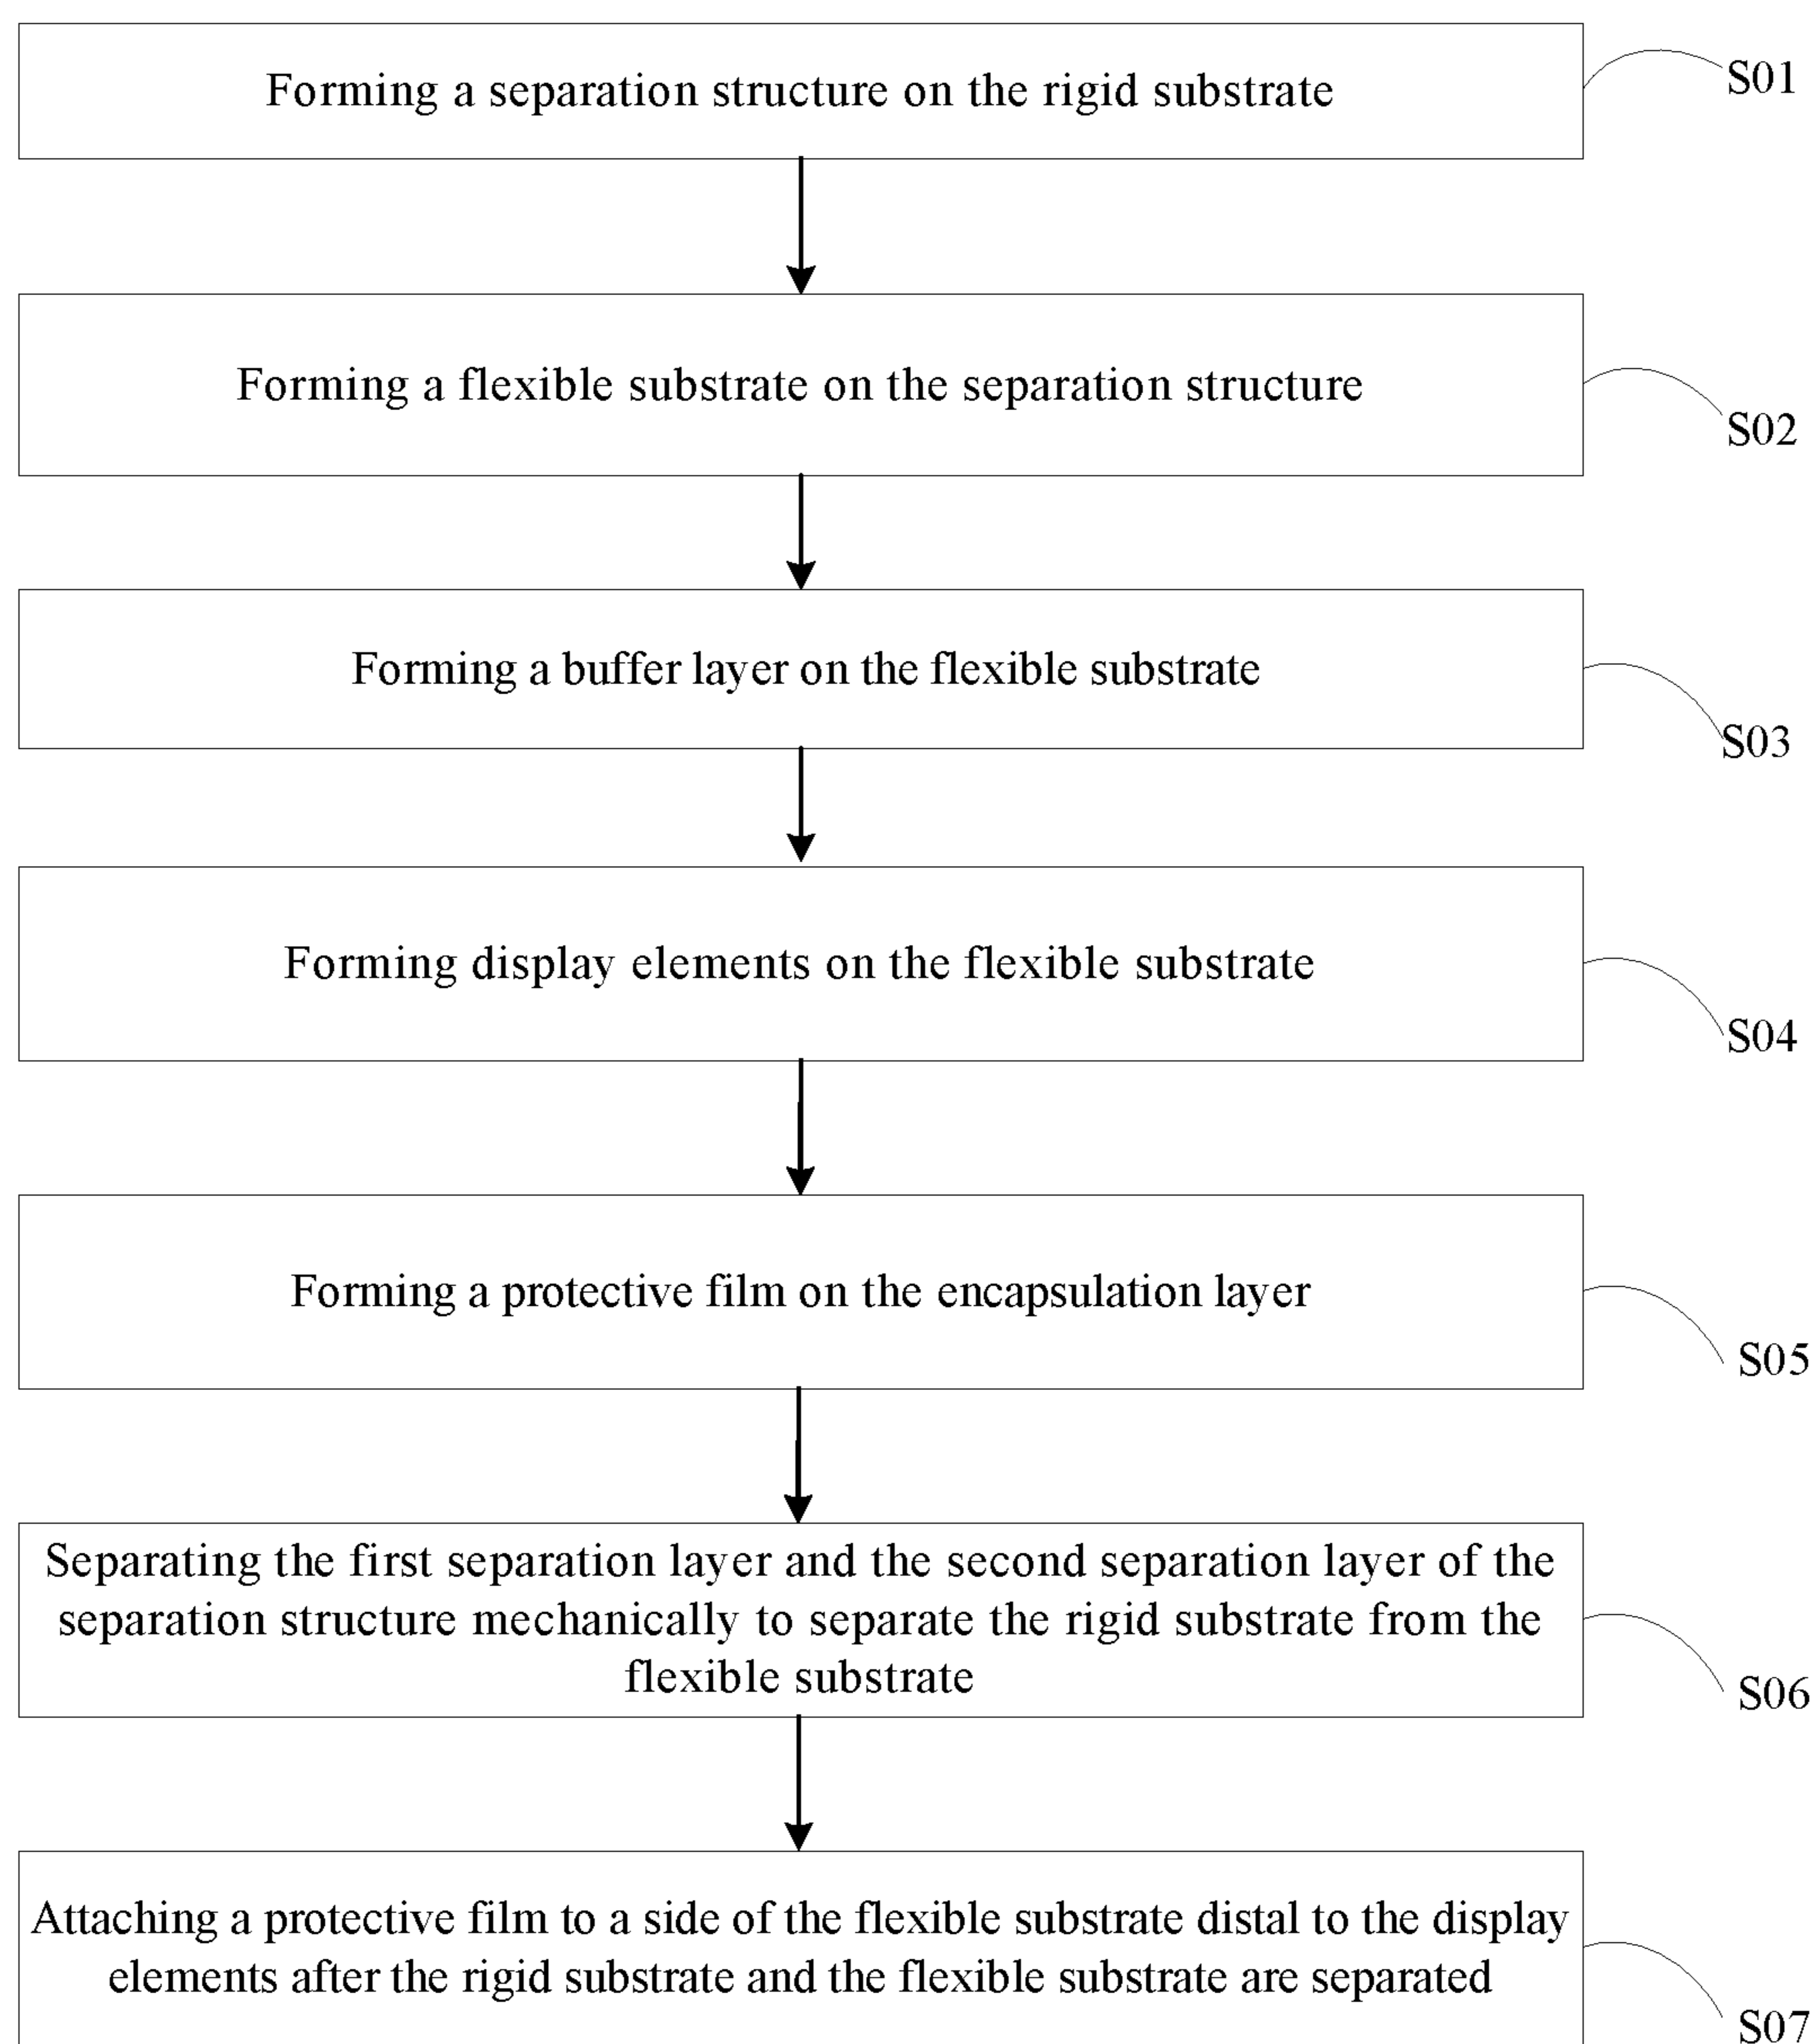 Forming a separation structure on the rigid substrate
S01
Forming a flexible substrate on the separation structure
S02
Forming a buffer layer on the flexible substrate
S03
Forming display elements on the flexible substrate
S04
Forming a protective film on the encapsulation layer
S05
Separating the first separation layer and the second separation layer of the
separation structure mechanically to separate the rigid substrate from the
flexible substrate
S06
Attaching a protective film to a side of the flexible substrate distal to the display
elements after the rigid substrate and the flexible substrate are separated
S07